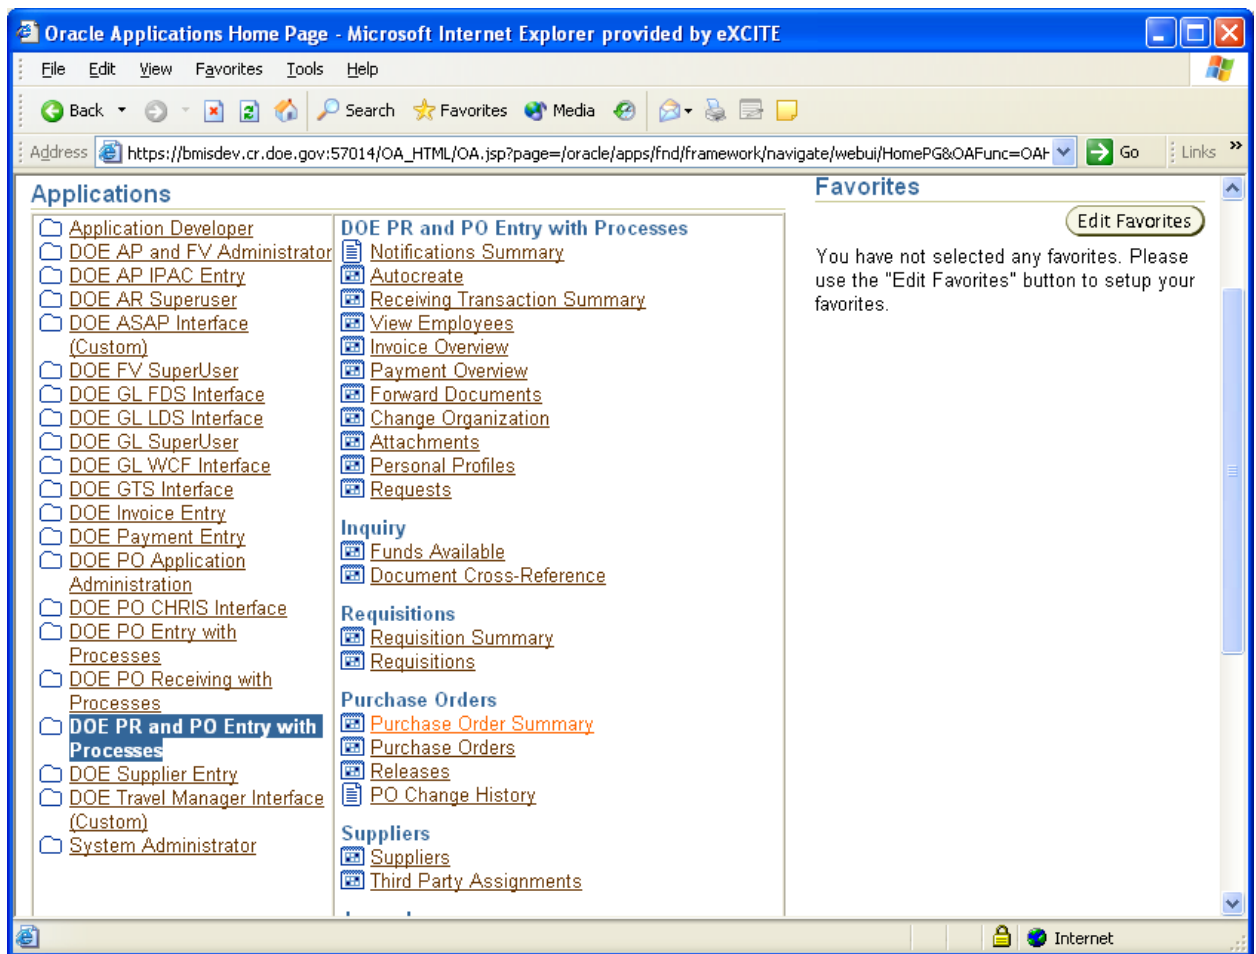 Oracle Applications Home Page - Microsoft Internet Explorer provided by eXCITE
File Edit View Favorites Tools Help
Back Search Favorites Media
Address https://bmisdev.cr.doe.gov:57014/OA_HTML/OA.jsp?page=/oracle/apps/fnd/framework/navigate/webui/HomePG&OAFunc=OAH Go Links »
Applications
Application Developer
DOE AP and FV Administrator
DOE AP IPAC Entry
DOE AR Superuser
DOE ASAP Interface
(Custom)
DOE FV SuperUser
DOE GL FDS Interface
DOE GL LDS Interface
DOE GL SuperUser
DOE GL WCF Interface
DOE GTS Interface
DOE Invoice Entry
DOE Payment Entry
DOE PO Application
Administration
DOE PO CHRIS Interface
DOE PO Entry with
Processes
DOE PO Receiving with
Processes
DOE PR and PO Entry with
Processes
DOE Supplier Entry
DOE Travel Manager Interface
(Custom)
System Administrator
DOE PR and PO Entry with Processes
Notifications Summary
Autocreate
Receiving Transaction Summary
View Employees
Invoice Overview
Payment Overview
Forward Documents
Change Organization
Attachments
Personal Profiles
Requests
Inquiry
Funds Available
Document Cross-Reference
Requisitions
Requisition Summary
Requisitions
Purchase Orders
Purchase Order Summary
Purchase Orders
Releases
PO Change History
Suppliers
Suppliers
Third Party Assignments
Favorites
Edit Favorites
You have not selected any favorites. Please
use the "Edit Favorites" button to setup your
favorites.
Internet